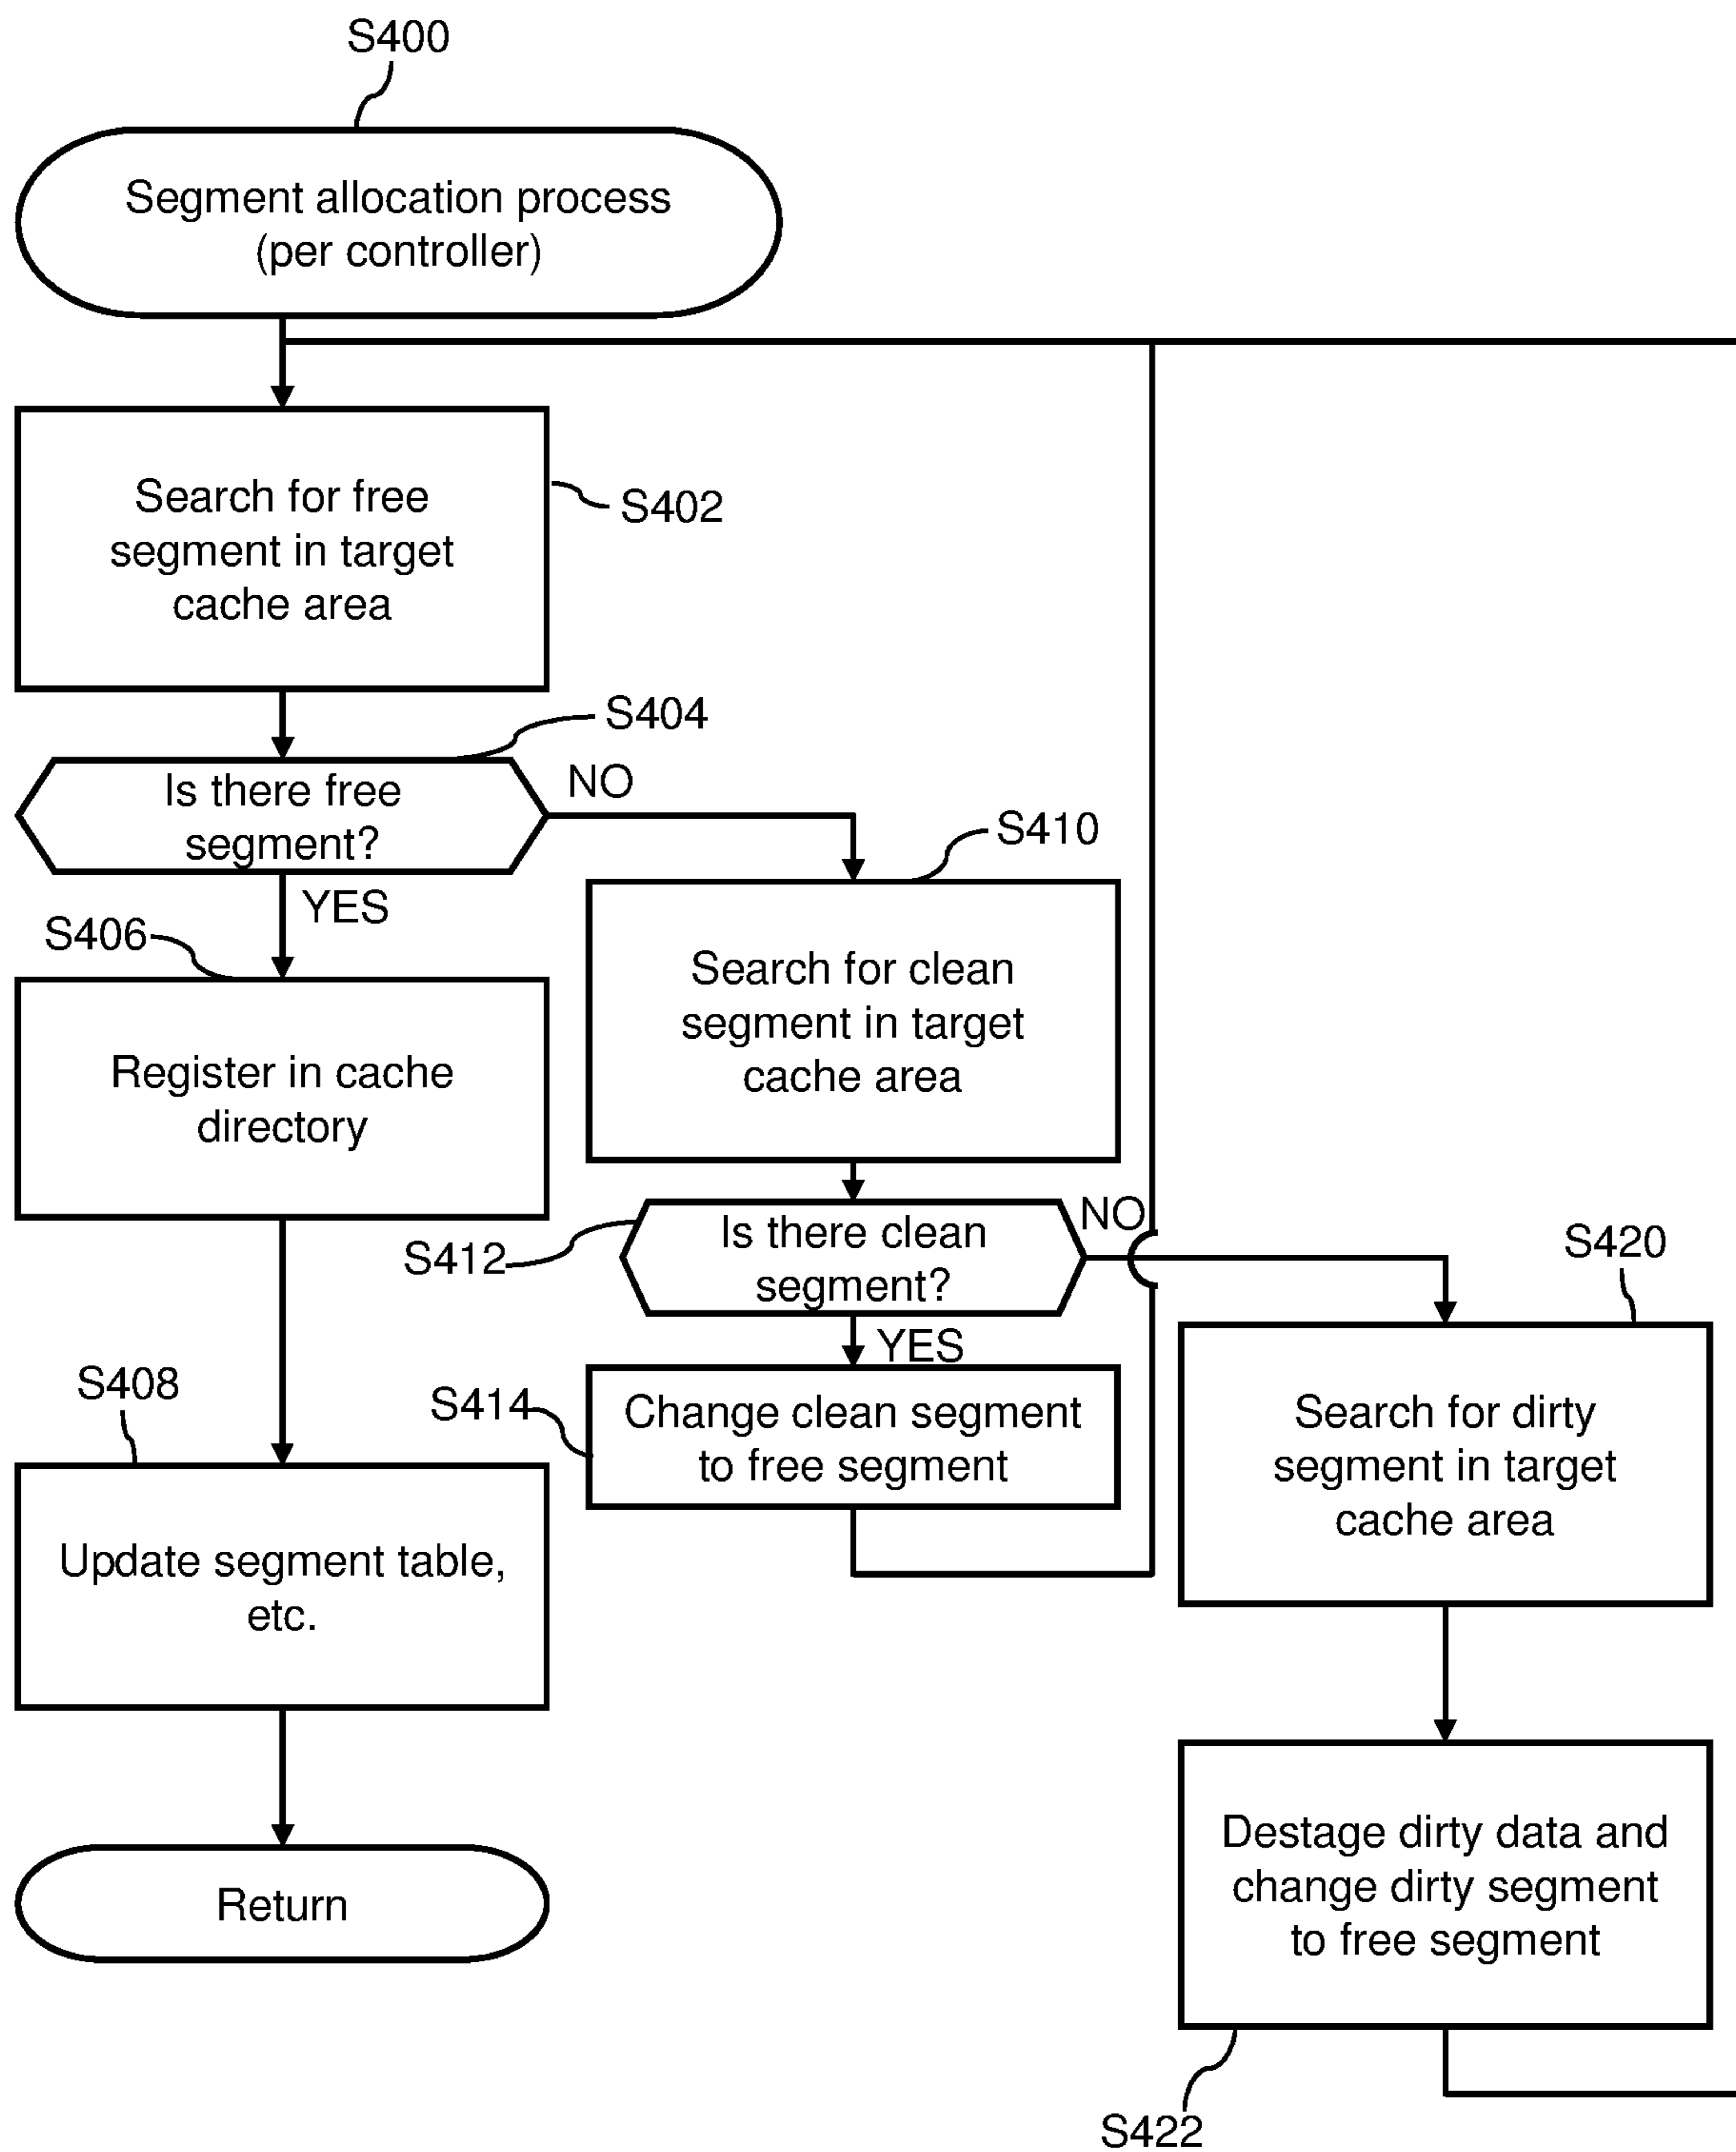 S400
Segment allocation process
(per controller)
Search for free
segment in target
cache area
S402
S404
Is there free
segment?
NO
YES
S406
Register in cache
directory
S408
Update segment table,
etc.
Return
S410
Search for clean
segment in target
cache area
S412
Is there clean
segment?
NO
YES
S414
Change clean segment
to free segment
S420
Search for dirty
segment in target
cache area
Destage dirty data and
change dirty segment
to free segment
S422